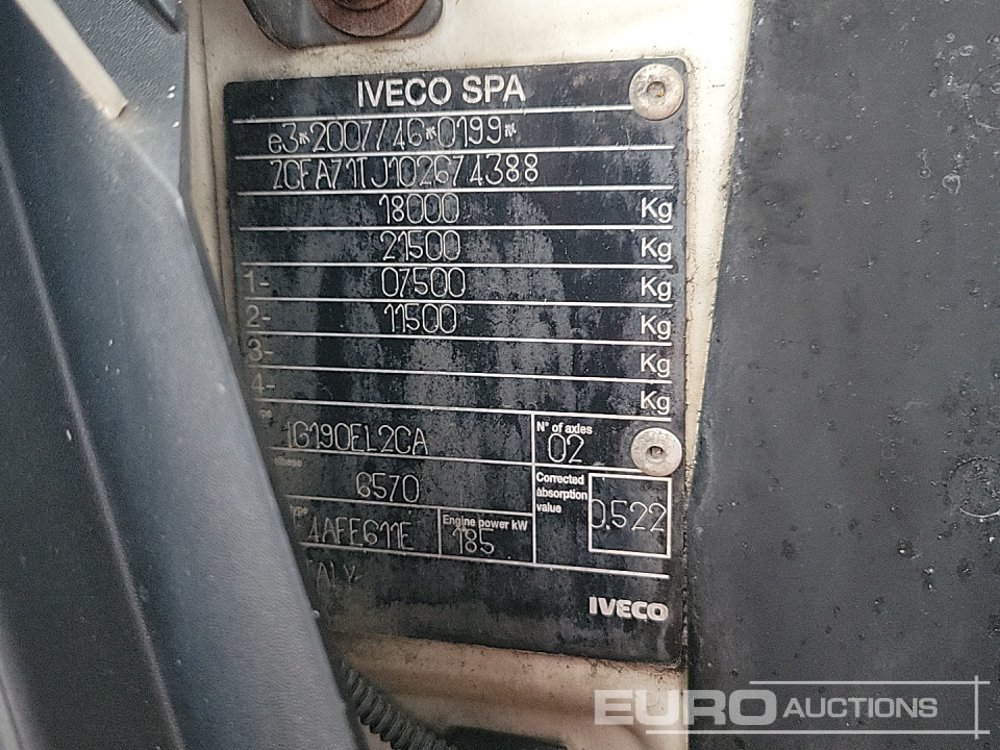 IVECO SPA
e3*2007/46*0199*
ZCFA71TJ102674388
18000 Kg
21500 Kg
1- 07500 Kg
2- 11500 Kg
3- Kg
4- Kg
N° of axles
IG190EL2CA 02
6570
Corrected absorption value 0.522
Engine power kW
4AFE611E 185
IVECO
EURO AUCTIONS